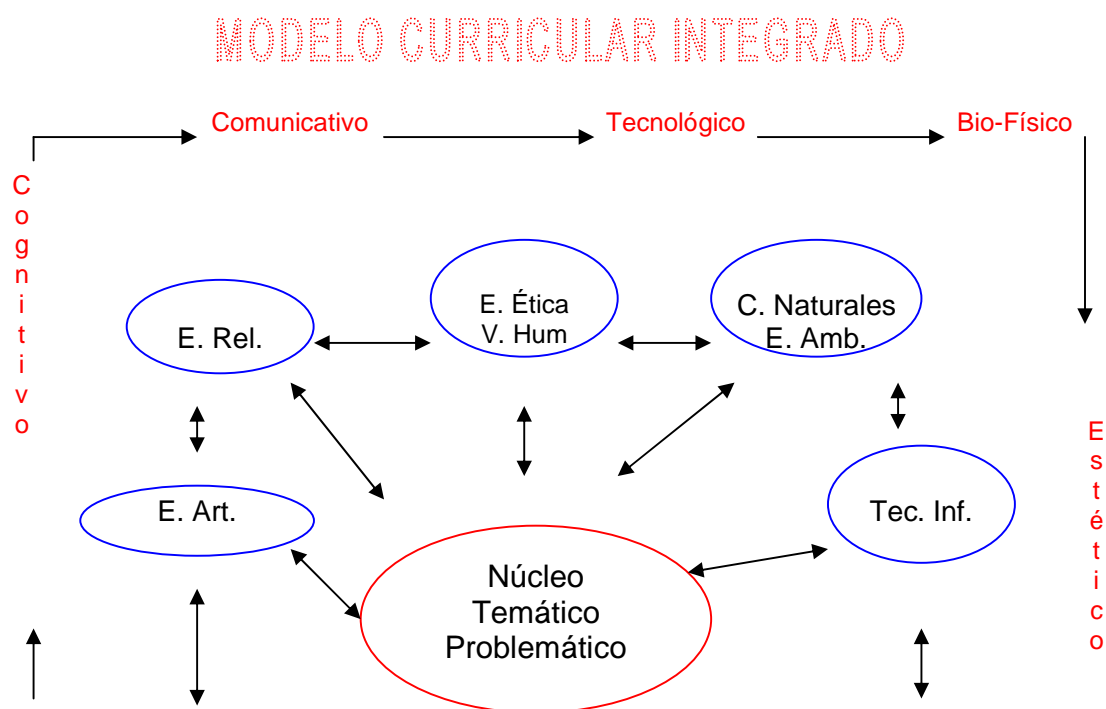 MODELO CURRICULAR INTEGRADO
Comunicativo
Tecnológico
Bio-Físico
Cognitivo
E. Rel.
E. Ética
V. Hum
C. Naturales
E. Amb.
Estético
E. Art.
Tec. Inf.
Núcleo
Temático
Problemático